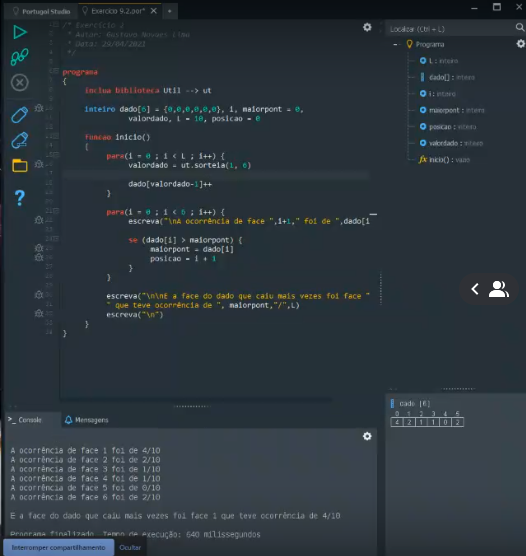 Portugol Studio
Exercício 9.2.por*
/* Exercício 2
* Autor: Gustavo Novaes Lima
* Data: 29/04/2021
*/
programa
{
inclua biblioteca Util --> ut
inteiro dado[6] = {0,0,0,0,0,0}, i, maiorpont = 0,
valordado, L = 10, posicao = 0
funcao inicio()
{
para(i = 0 ; i < L ; i++) {
valordado = ut.sorteia(1, 6)
dado[valordado-1]++
}
para(i = 0 ; i < 6 ; i++) {
escreva("\nA ocorrência de face ",i+1," foi de ",dado[i
se (dado[i] > maiorpont) {
maiorpont = dado[i]
posicao = i + 1
}
}
escreva("\n\nE a face do dado que caiu mais vezes foi face "
" que teve ocorrência de ", maiorpont,"/",L)
escreva("\n")
}
}
Localizar (Ctrl + L)
Programa
L : inteiro
dado[] : inteiro
i : inteiro
maiorpont : inteiro
posicao : inteiro
valordado : inteiro
fx inicio() : vazio
>_ Console
Mensagens
A ocorrência de face 1 foi de 4/10
A ocorrência de face 2 foi de 2/10
A ocorrência de face 3 foi de 1/10
A ocorrência de face 4 foi de 1/10
A ocorrência de face 5 foi de 0/10
A ocorrência de face 6 foi de 2/10
E a face do dado que caiu mais vezes foi face 1 que teve ocorrência de 4/10
Programa finalizado. Tempo de execução: 640 milissegundos
dado [6]
0 1 2 3 4 5
4 2 1 1 0 2
Interromper compartilhamento
Ocultar